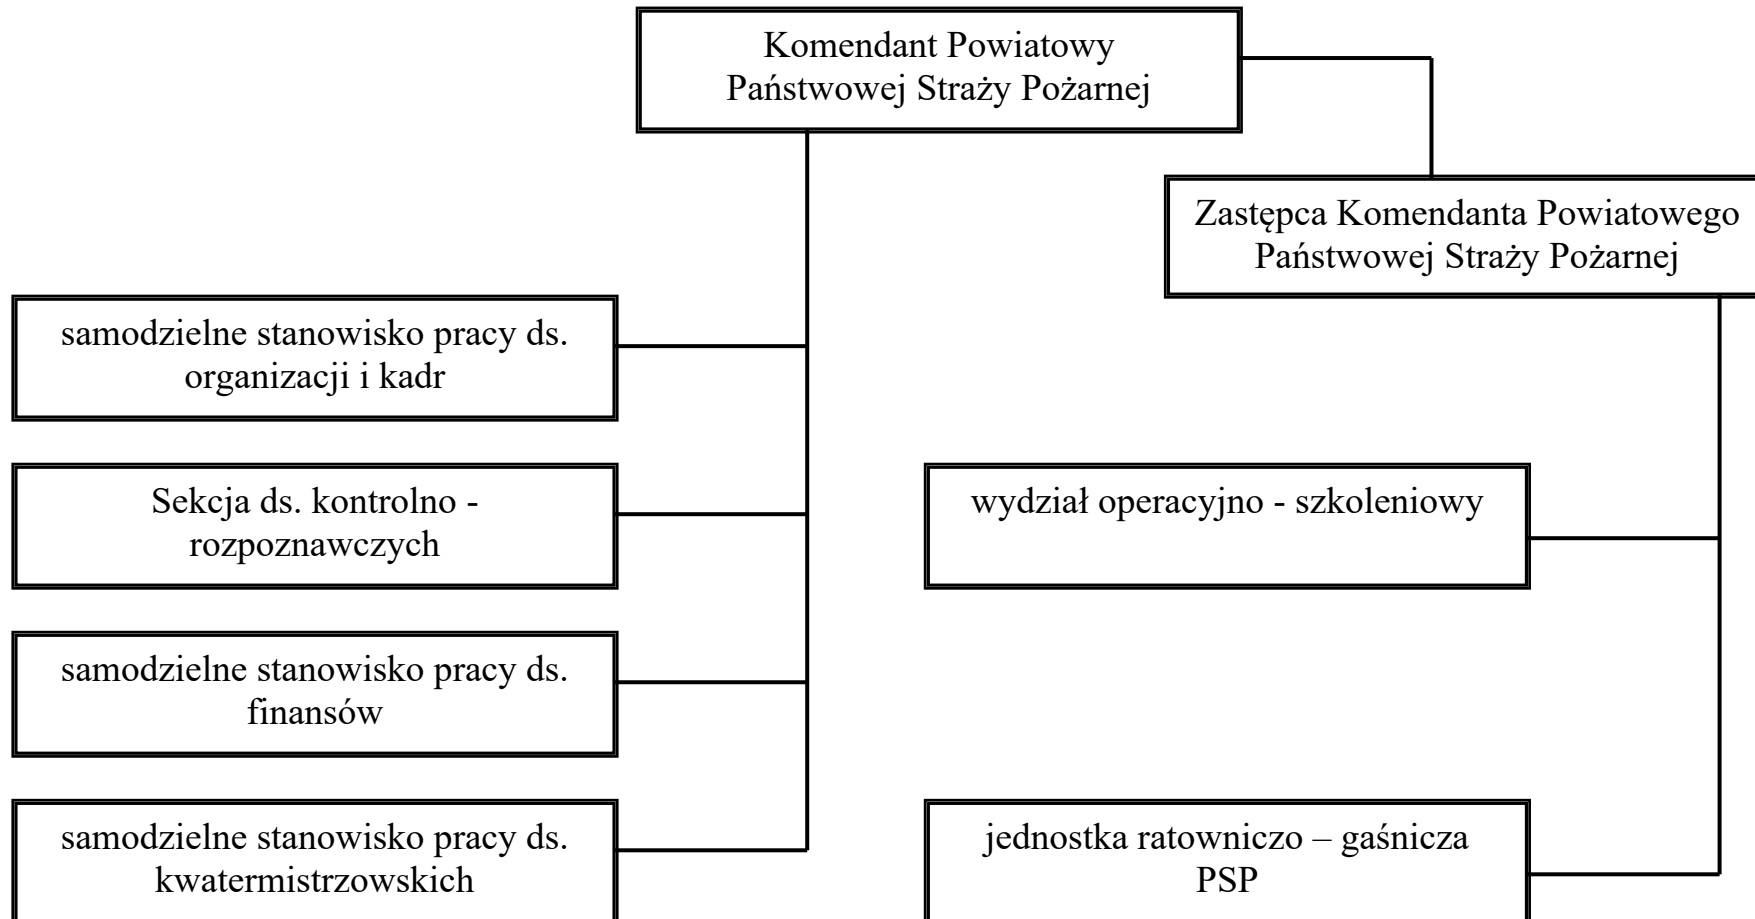 Komendant Powiatowy
Państwowej Straży Pożarnej
Zastępca Komendanta Powiatowego
Państwowej Straży Pożarnej
samodzielne stanowisko pracy ds.
organizacji i kadr
Sekcja ds. kontrolno -
rozpoznawczych
wydział operacyjno - szkoleniowy
samodzielne stanowisko pracy ds.
finansów
samodzielne stanowisko pracy ds.
kwatermistrzowskich
jednostka ratowniczo – gaśnicza
PSP